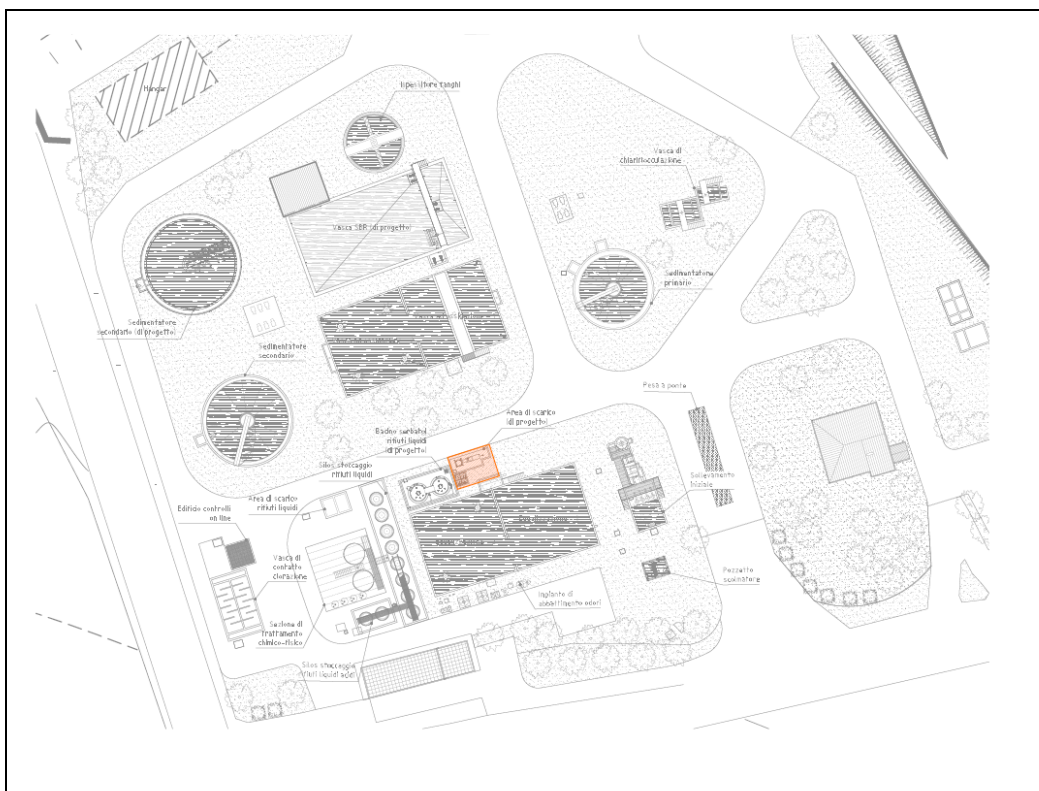 Hangar
Ispessitore fanghi
Vasca di
chiariflocculazione
Vasca SBR (di progetto)
Sedimentatore
primario
Sedimentatore
secondario (di progetto)
Sedimentatore
secondario
Pesa a ponte
Area di scarico
(di progetto)
Bacino serbatoi
rifiuti liquidi
(di progetto)
Silos stoccaggio
rifiuti liquidi
Sollevamento
iniziale
Area di scarico
rifiuti liquidi
Edificio controlli
on line
Equalizzazione
Vasca di
contatto
clorazione
Pozzetto
scolmatore
Impianto di
abbattimento odori
Sezione di
trattamento
chimico-fisico
Silos stoccaggio
rifiuti liquidi acidi